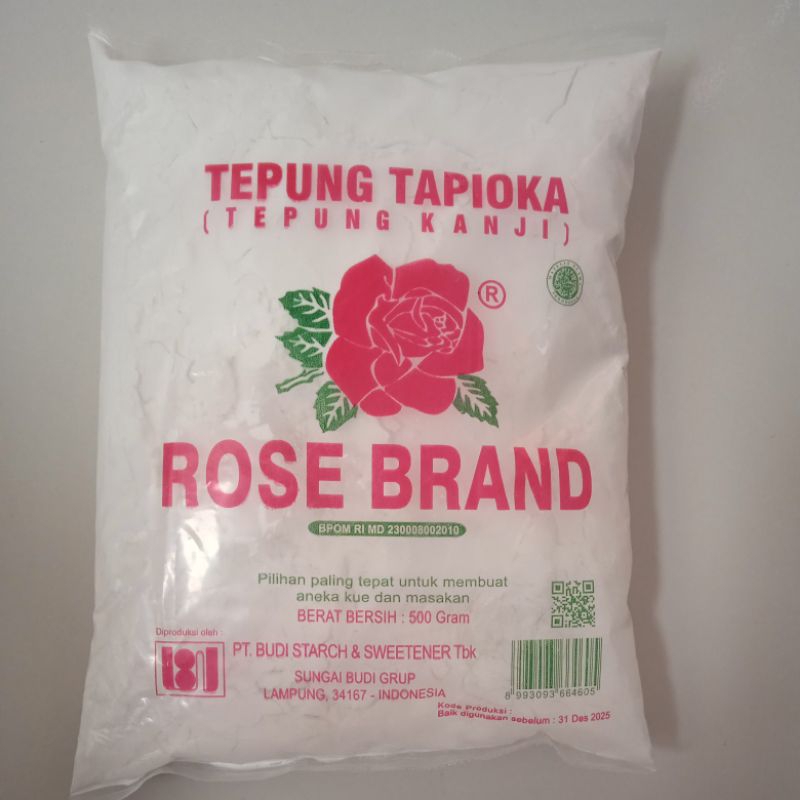 TEPUNG TAPIOKA
(TEPUNG KANJI)
®
ROSE BRAND
BPOM RI MD 230008002010
Pilihan paling tepat untuk membuat
aneka kue dan masakan
BERAT BERSIH : 500 Gram
Diproduksi oleh :
PT. BUDI STARCH & SWEETENER Tbk
SUNGAI BUDI GRUP
LAMPUNG, 34167 - INDONESIA
8 993093 664605
Kode Produksi :
Baik digunakan sebelum : 31 Des 2025